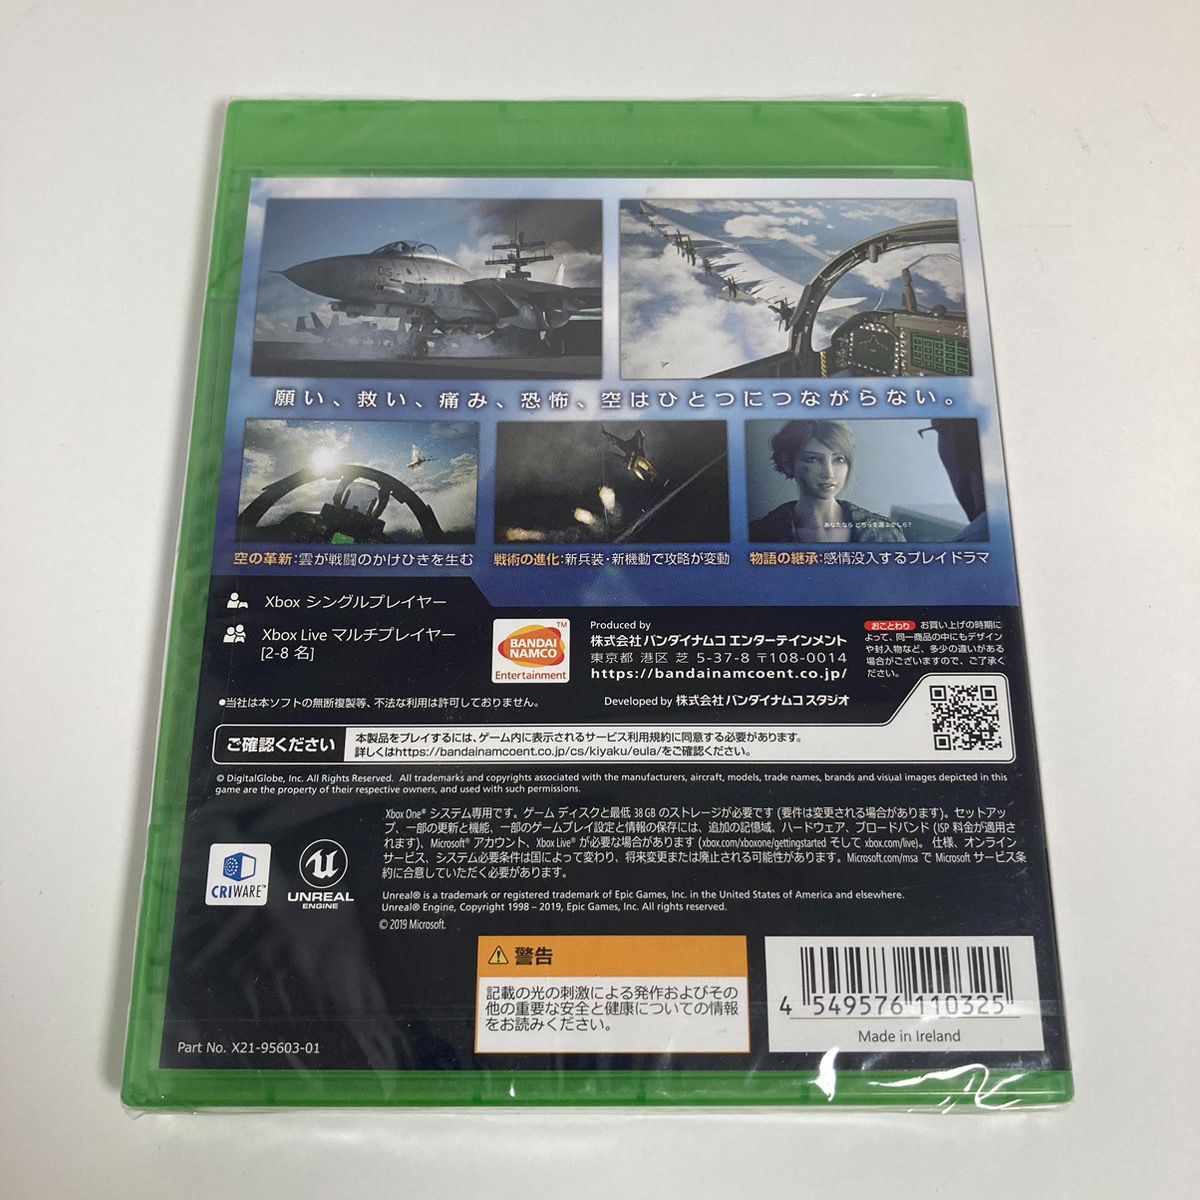 05
願い、救い、痛み、恐怖、空はひとつにつながらない。
あなたなら どちらを選ぶかしら?
空の革新:雲が戦闘のかけひきを生む
戦術の進化:新兵装・新機動で攻略が変動
物語の継承:感情没入するプレイドラマ
Xbox シングルプレイヤー
Xbox Live マルチプレイヤー
[2-8 名]
BANDAI
NAMCO
TM
Entertainment
Produced by
株式会社 バンダイナムコ エンターテインメント
東京都 港区 芝 5-37-8 〒108-0014
https://bandainamcoent.co.jp/
Developed by 株式会社 バンダイナムコ スタジオ
おことわり お買い上げの時期に
よって、同一商品の中にもデザイン
や封入物など、多少の違いがある
場合がございますので、ご了承く
ださい。
●当社は本ソフトの無断複製等、不法な利用は許可しておりません。
ご確認ください
本製品をプレイするには、ゲーム内に表示されるサービス利用規約に同意する必要があります。
詳しくはhttps://bandainamcoent.co.jp/cs/kiyaku/eula/をご確認ください。
© DigitalGlobe, Inc. All Rights Reserved. All trademarks and copyrights associated with the manufacturers, aircraft, models, trade names, brands and visual images depicted in this
game are the property of their respective owners, and used with such permissions.
Xbox One® システム専用です。ゲーム ディスクと最低 38 GB のストレージが必要です (要件は変更される場合があります)。セットアッ
プ、一部の更新と機能、一部のゲームプレイ設定と情報の保存には、追加の記憶域、ハードウェア、ブロードバンド (ISP 料金が適用さ
れます)、Microsoft® アカウント、Xbox Live® が必要な場合があります (xbox.com/xboxone/gettingstarted そして xbox.com/live)。仕様、オンライン
サービス、システム必要条件は国によって変わり、将来変更または廃止される可能性があります。Microsoft.com/msa で Microsoft サービス条
約に合意していただく必要があります。
CRIWARE™
UNREAL
ENGINE
Unreal® is a trademark or registered trademark of Epic Games, Inc. in the United States of America and elsewhere.
Unreal® Engine, Copyright 1998 – 2019, Epic Games, Inc. All rights reserved.
© 2019 Microsoft.
警告
記載の光の刺激による発作およびその
他の重要な安全と健康についての情報
をお読みください。
4 549576 110325
Made in Ireland
Part No. X21-95603-01